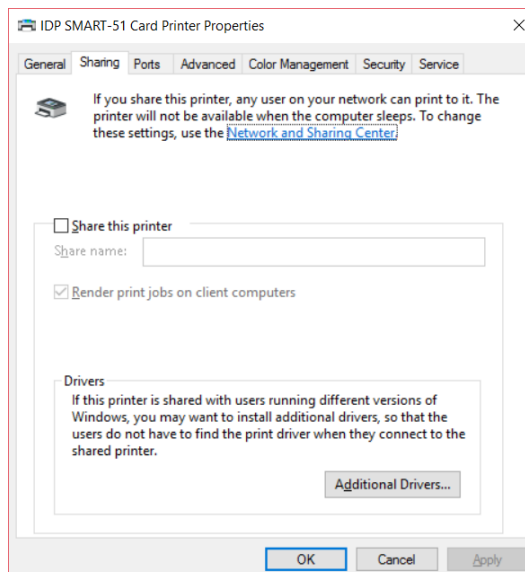 IDP SMART-51 Card Printer Properties
General Sharing Ports Advanced Color Management Security Service
If you share this printer, any user on your network can print to it. The
printer will not be available when the computer sleeps. To change
these settings, use the Network and Sharing Center.
Share this printer
Share name:
Render print jobs on client computers
Drivers
If this printer is shared with users running different versions of
Windows, you may want to install additional drivers, so that the
users do not have to find the print driver when they connect to the
shared printer.
Additional Drivers...
OK Cancel Apply